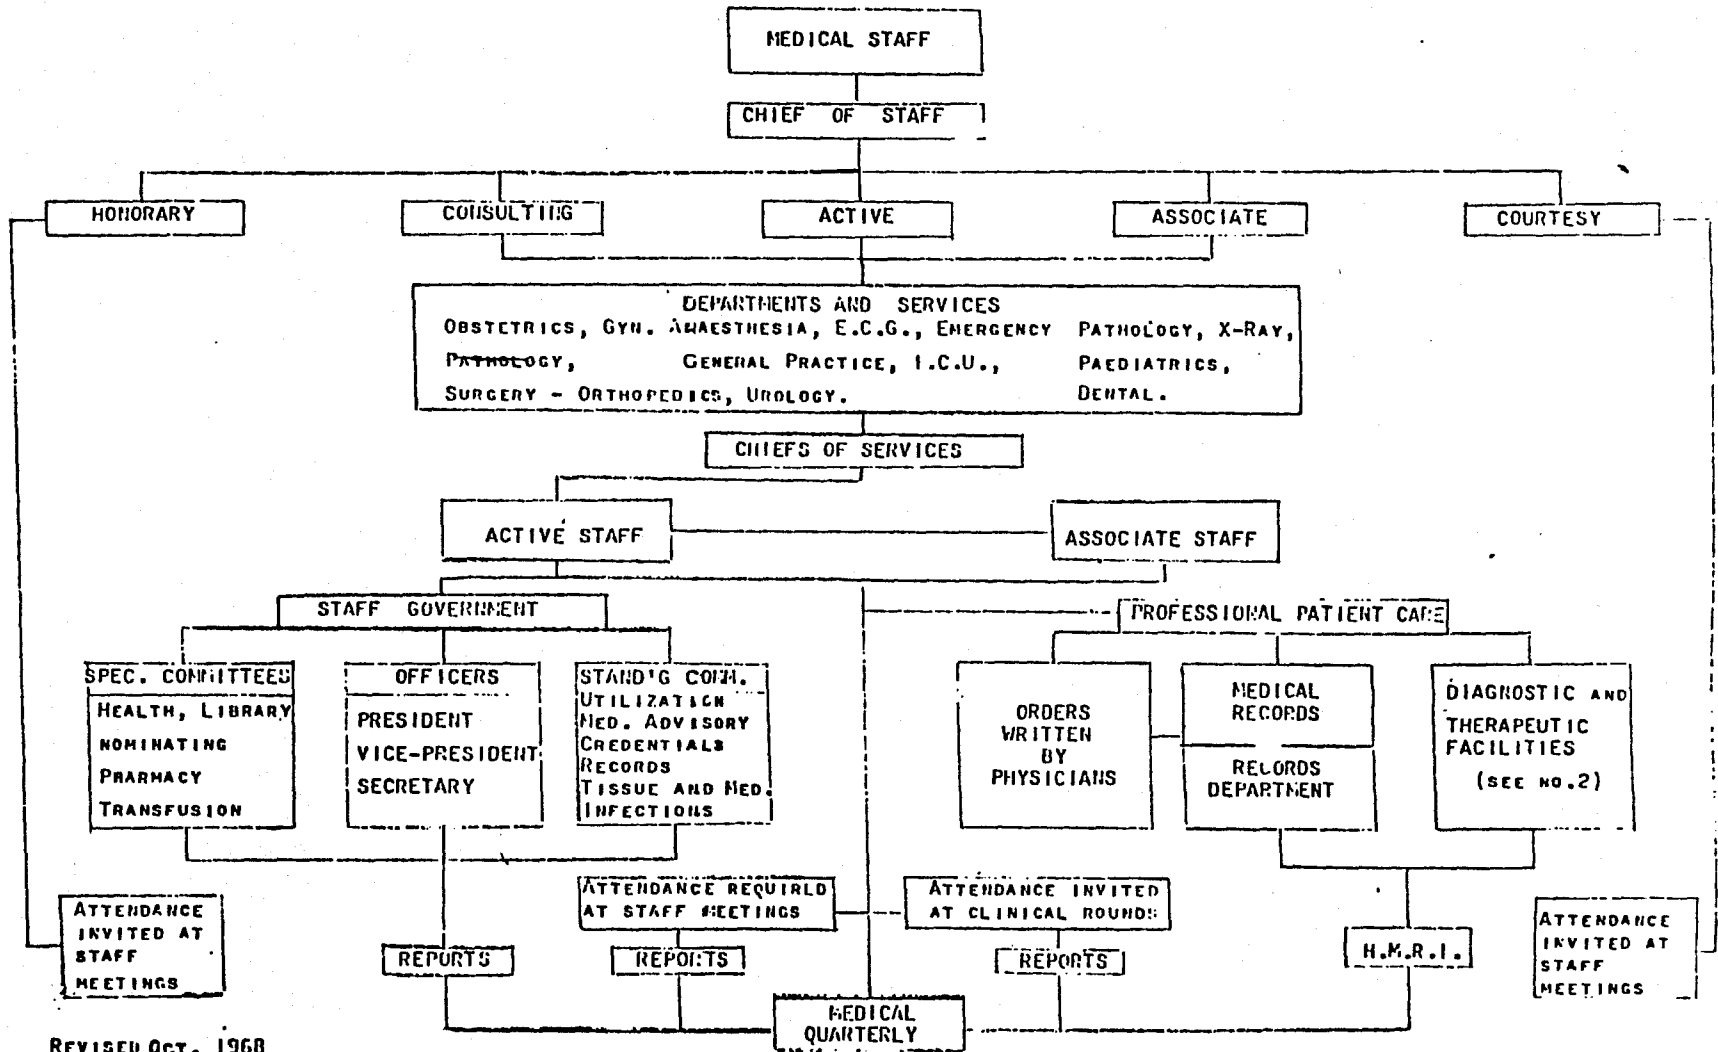 MEDICAL STAFF
CHIEF OF STAFF
HONORARY
CONSULTING
ACTIVE
ASSOCIATE
COURTESY
DEPARTMENTS AND SERVICES
OBSTETRICS, GYN. ANAESTHESIA, E.C.G., EMERGENCY PATHOLOGY, X-RAY,
PATHOLOGY, GENERAL PRACTICE, I.C.U., PAEDIATRICS,
SURGERY - ORTHOPEDICS, UROLOGY. DENTAL.
CHIEFS OF SERVICES
ACTIVE STAFF
ASSOCIATE STAFF
STAFF GOVERNMENT
PROFESSIONAL PATIENT CARE
SPEC. COMMITTEES
HEALTH, LIBRARY
NOMINATING
PHARMACY
TRANSFUSION
OFFICERS
PRESIDENT
VICE-PRESIDENT
SECRETARY
STAND'G COMM.
UTILIZATION
MED. ADVISORY
CREDENTIALS
RECORDS
TISSUE AND MED.
INFECTIONS
ORDERS
WRITTEN
BY
PHYSICIANS
MEDICAL
RECORDS
RECORDS
DEPARTMENT
DIAGNOSTIC AND
THERAPEUTIC
FACILITIES
(SEE NO.2)
ATTENDANCE
INVITED AT
STAFF
MEETINGS
ATTENDANCE REQUIRED
AT STAFF MEETINGS
ATTENDANCE INVITED
AT CLINICAL ROUNDS
ATTENDANCE
INVITED AT
STAFF
MEETINGS
REPORTS
REPORTS
REPORTS
H.M.R.I.
MEDICAL
QUARTERLY
REVISED OCT. 1968